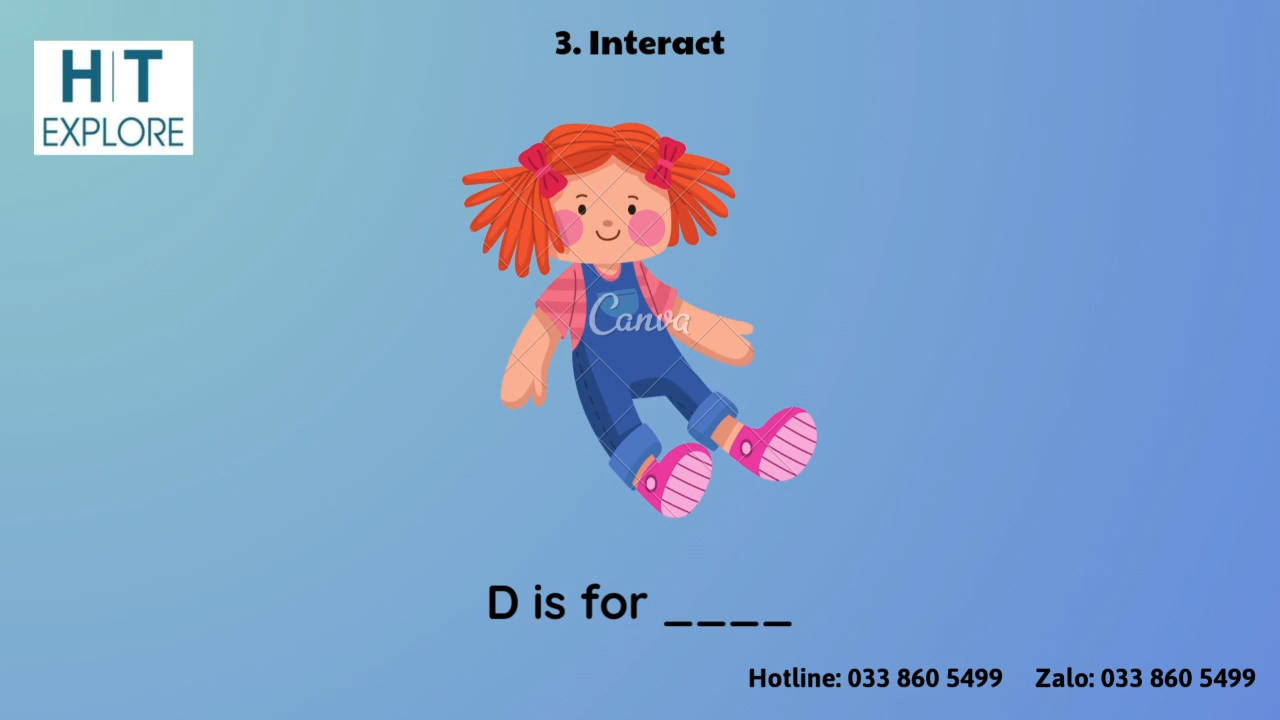 3. Interact
H|T
EXPLORE
Canva
D is for ____
Hotline: 033 860 5499 Zalo: 033 860 5499